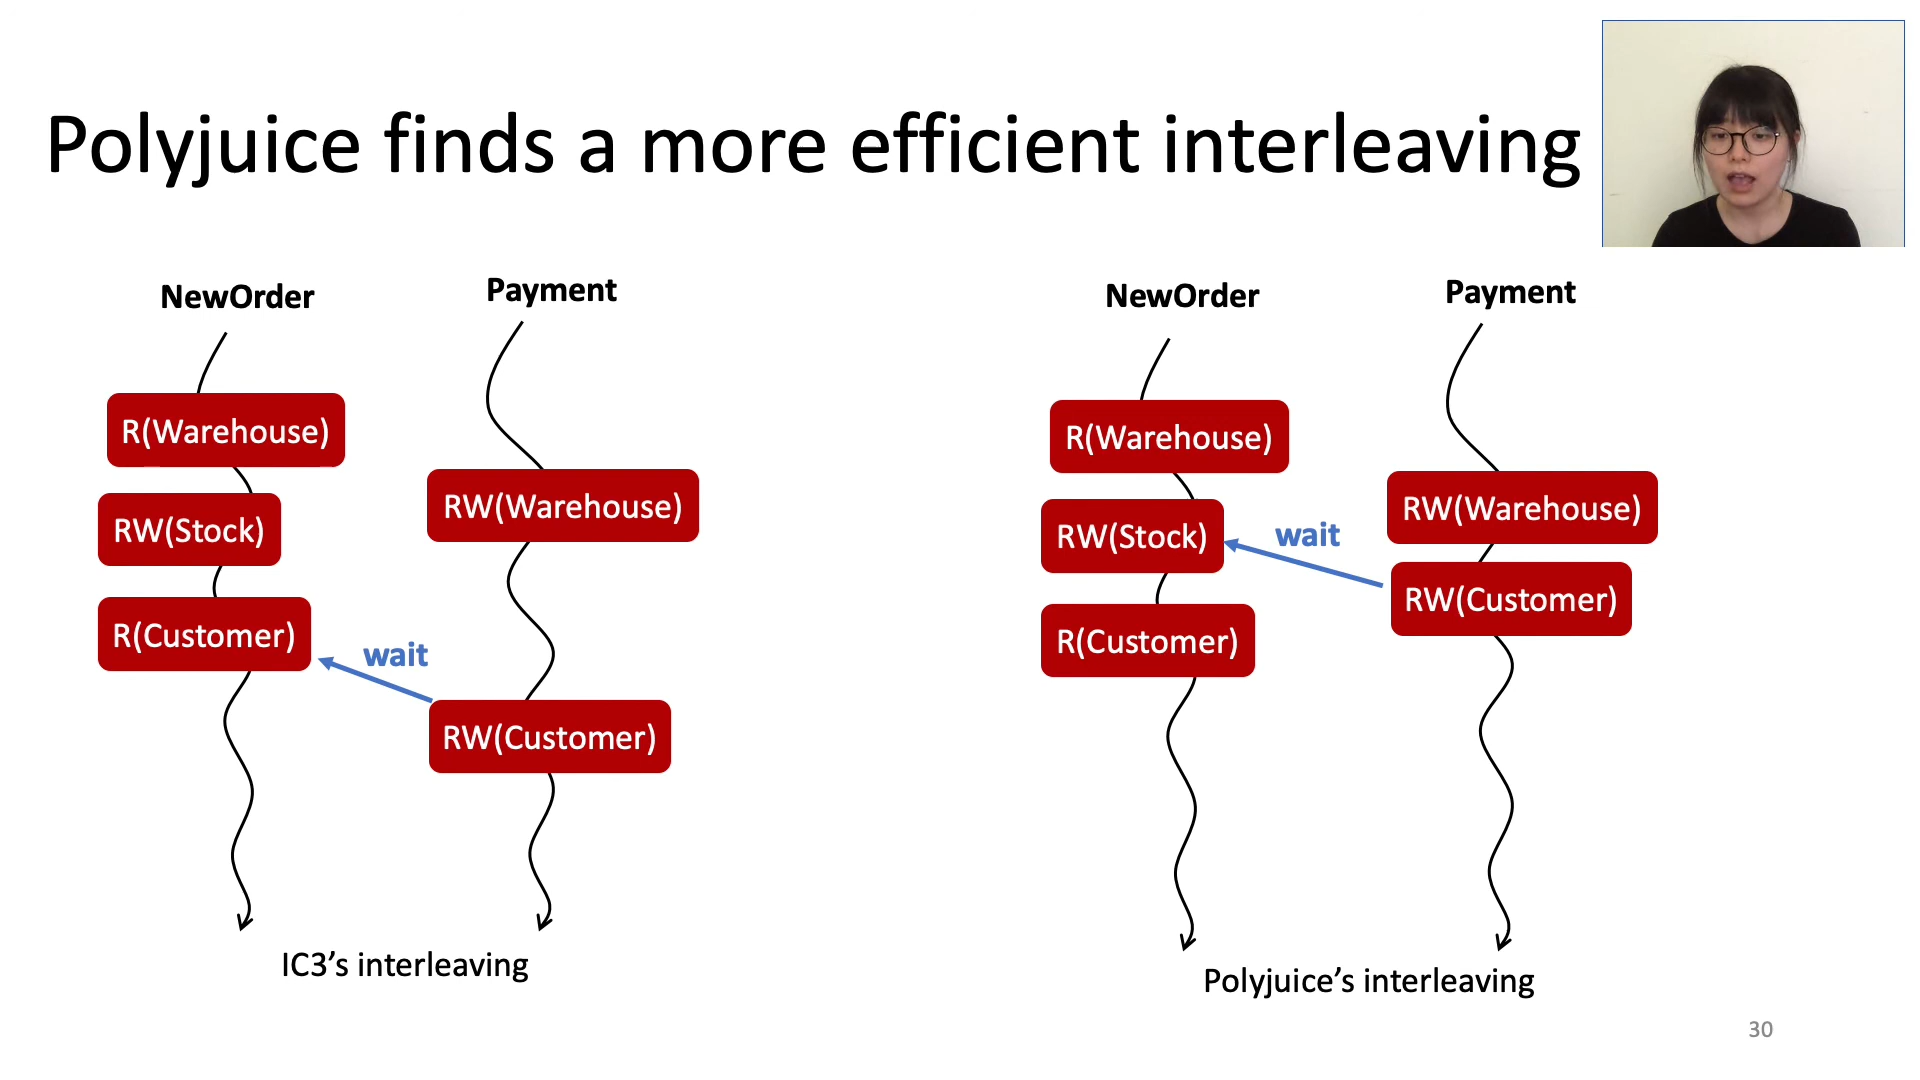 Polyjuice finds a more efficient interleaving
NewOrder
Payment
R(Warehouse)
RW(Warehouse)
RW(Stock)
R(Customer)
wait
RW(Customer)
IC3’s interleaving
NewOrder
Payment
R(Warehouse)
RW(Warehouse)
RW(Stock)
wait
RW(Customer)
R(Customer)
Polyjuice’s interleaving
30